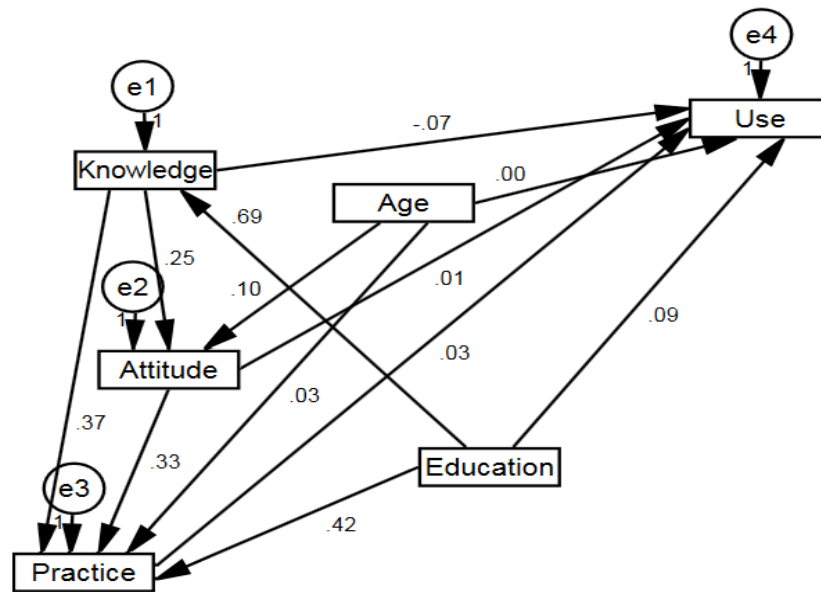 e4
1
Use
e1
1
Knowledge
-.07
Age
.00
.69
.25
e2
1
.10
.01
Attitude
.09
.03
.03
.37
.33
Education
e3
1
.42
Practice